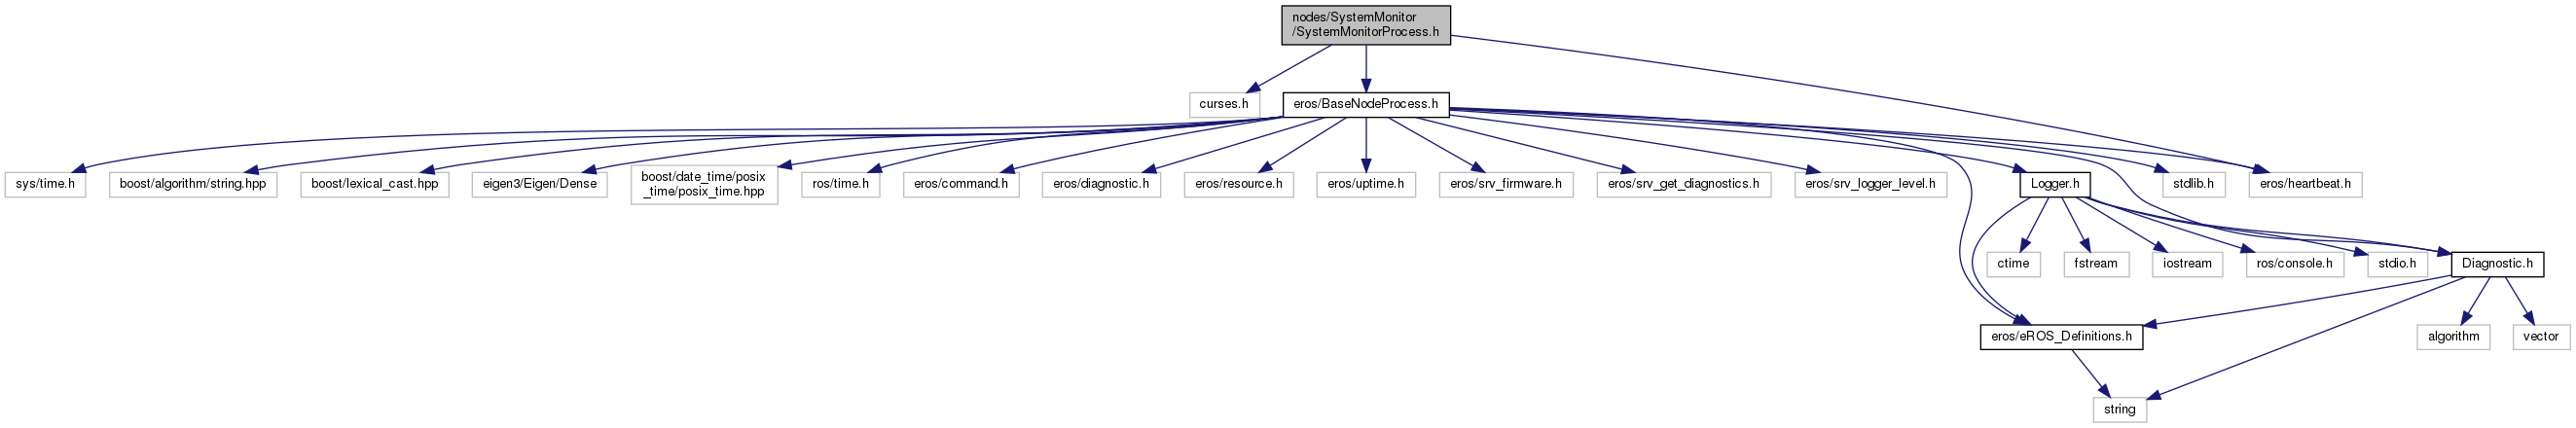 nodes/SystemMonitor
/SystemMonitorProcess.h
curses.h
eros/BaseNodeProcess.h
sys/time.h
boost/algorithm/string.hpp
boost/lexical_cast.hpp
eigen3/Eigen/Dense
boost/date_time/posix
_time/posix_time.hpp
ros/time.h
eros/command.h
eros/diagnostic.h
eros/resource.h
eros/uptime.h
eros/srv_firmware.h
eros/srv_get_diagnostics.h
eros/srv_logger_level.h
Logger.h
stdlib.h
eros/heartbeat.h
ctime
fstream
iostream
ros/console.h
stdio.h
Diagnostic.h
eros/eROS_Definitions.h
algorithm
vector
string